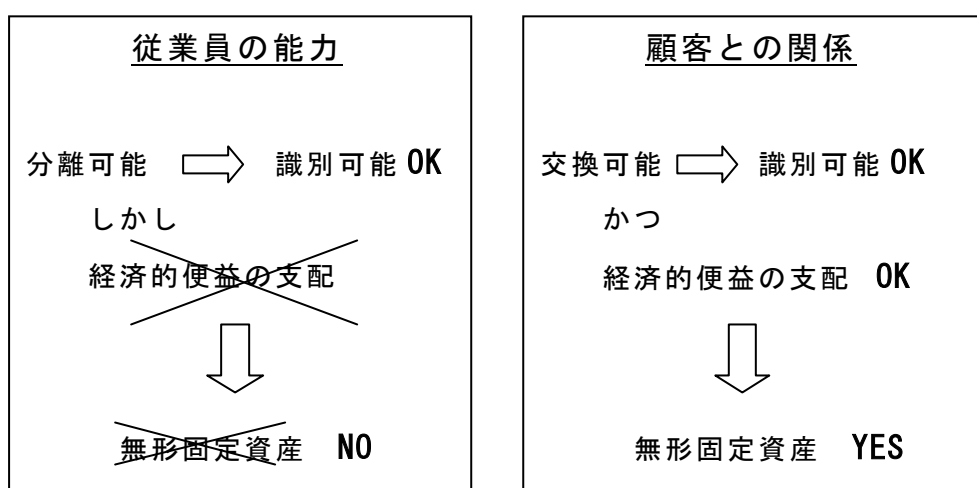 従業員の能力
分離可能 識別可能 OK
しかし
経済的便益の支配
無形固定資産 NO
顧客との関係
交換可能 識別可能 OK
かつ
経済的便益の支配 OK
無形固定資産 YES